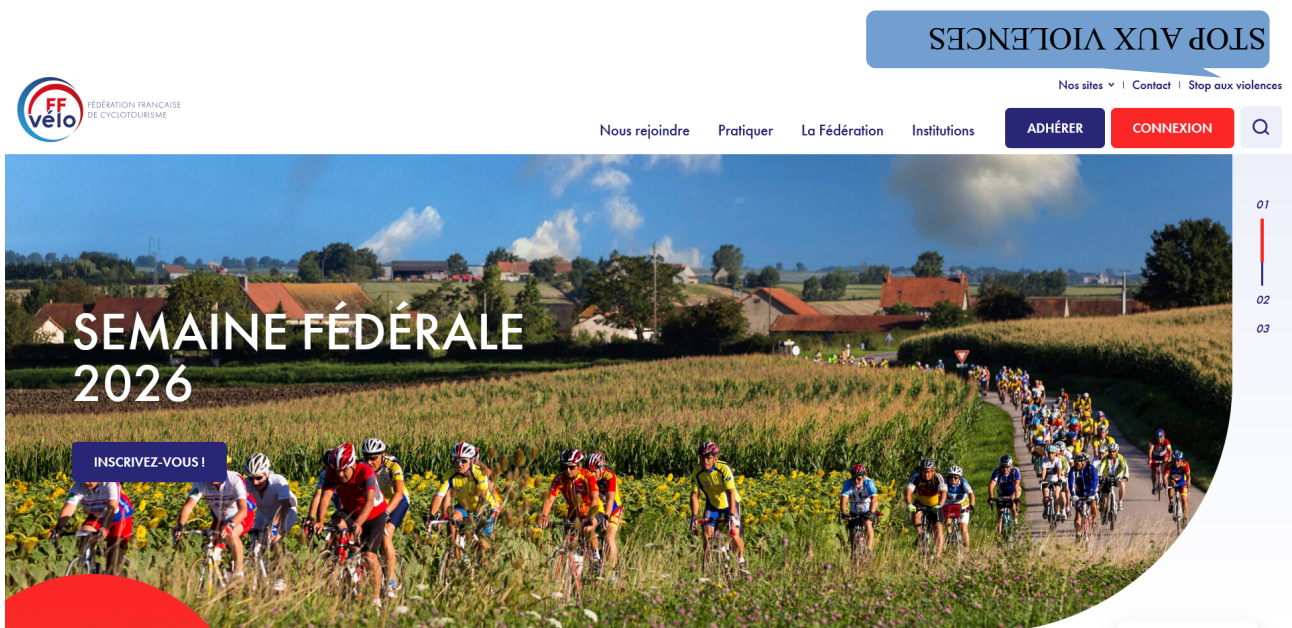 STOP AUX VIOLENCES
Nos sites | Contact | Stop aux violences
FF
vélo
FÉDÉRATION FRANÇAISE
DE CYCLOTOURISME
Nous rejoindre Pratiquer La Fédération Institutions ADHÉRER CONNEXION
01
02
03
SEMAINE FÉDÉRALE
2026
INSCRIVEZ-VOUS !